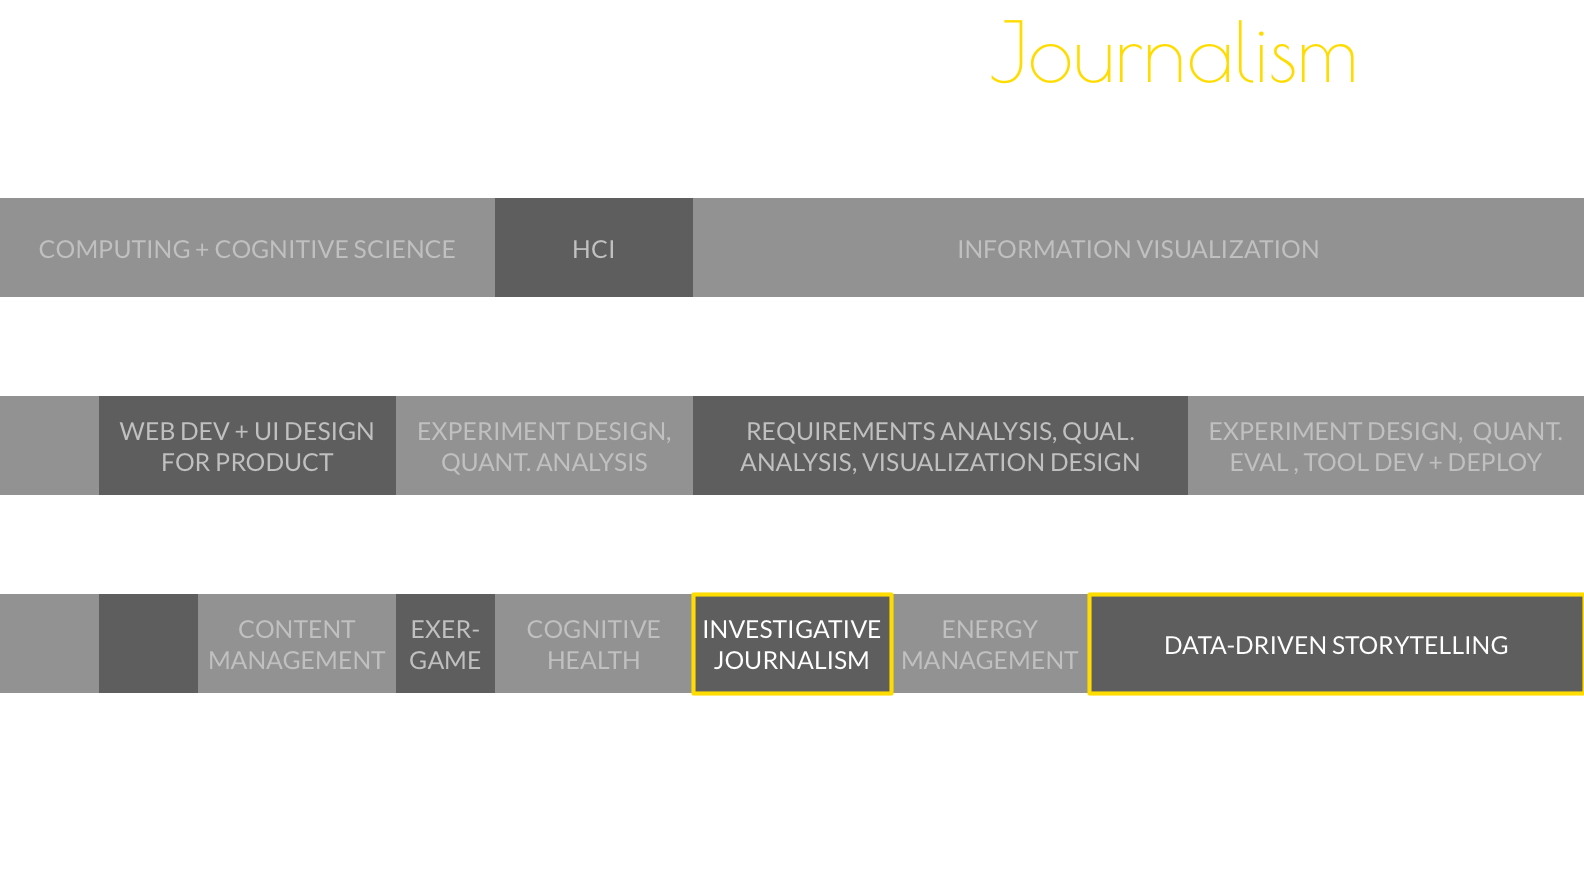 Journalism
COMPUTING + COGNITIVE SCIENCE
HCI
INFORMATION VISUALIZATION
WEB DEV + UI DESIGN
FOR PRODUCT
EXPERIMENT DESIGN,
QUANT. ANALYSIS
REQUIREMENTS ANALYSIS, QUAL.
ANALYSIS, VISUALIZATION DESIGN
EXPERIMENT DESIGN, QUANT.
EVAL , TOOL DEV + DEPLOY
CONTENT
MANAGEMENT
EXER-
GAME
COGNITIVE
HEALTH
INVESTIGATIVE
JOURNALISM
ENERGY
MANAGEMENT
DATA-DRIVEN STORYTELLING